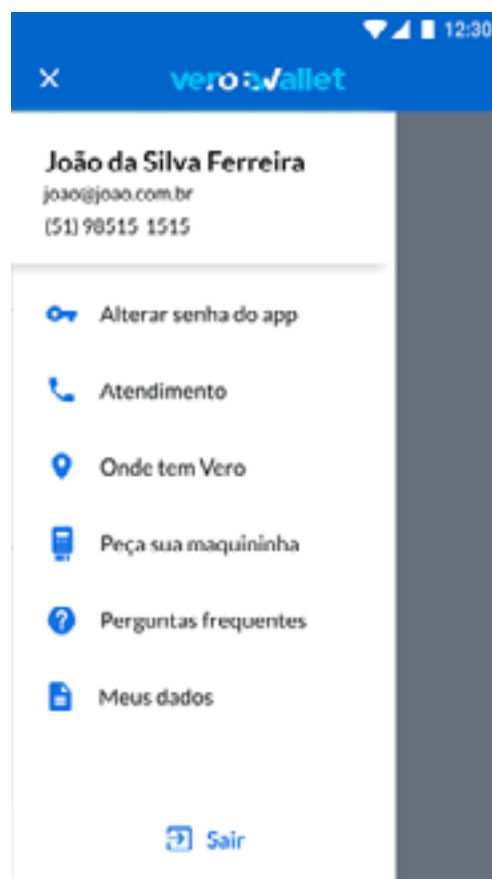 12:30
vero wallet
João da Silva Ferreira
joao@joao.com.br
(51) 98515 1515
Alterar senha do app
Atendimento
Onde tem Vero
Peça sua maquininha
Perguntas frequentes
Meus dados
Sair